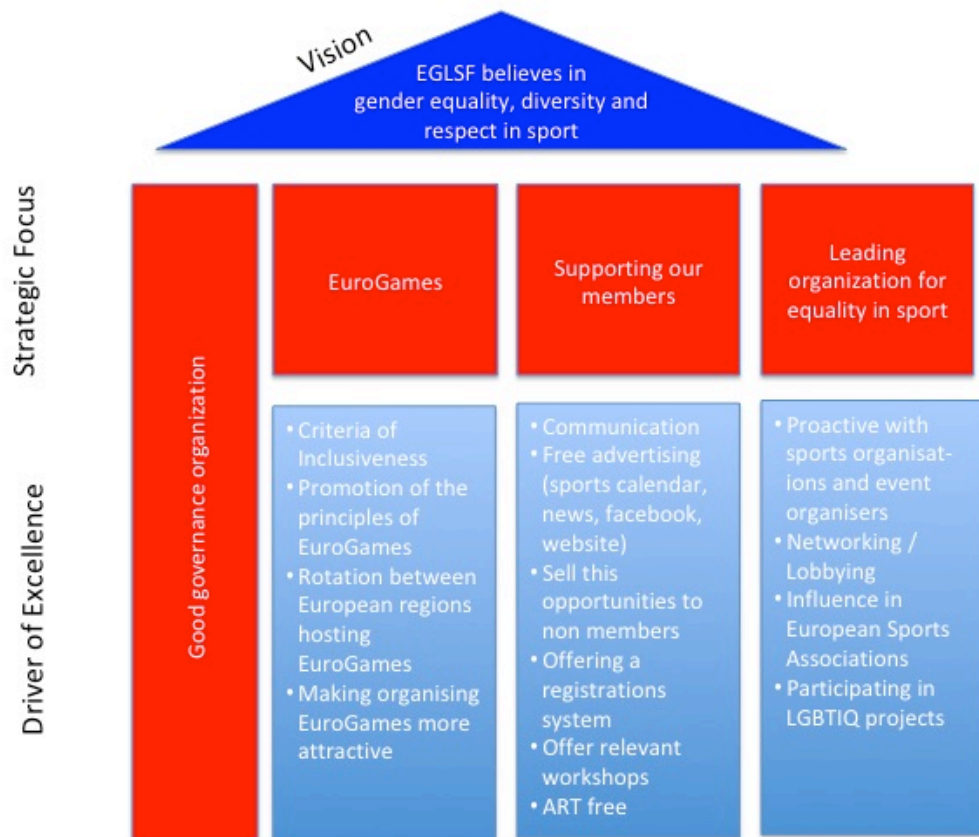 Vision
EGLSF believes in
gender equality, diversity and
respect in sport
Strategic Focus
Driver of Excellence
Good governance organization
EuroGames
• Criteria of
Inclusiveness
• Promotion of the
principles of
EuroGames
• Rotation between
European regions
hosting
EuroGames
• Making organising
EuroGames more
attractive
Supporting our
members
• Communication
• Free advertising
(sports calendar,
news, facebook,
website)
• Sell this
opportunities to
non members
• Offering a
registrations
system
• Offer relevant
workshops
• ART free
Leading
organization for
equality in sport
• Proactive with
sports organisat-
ions and event
organisers
• Networking /
Lobbying
• Influence in
European Sports
Associations
• Participating in
LGBTIQ projects